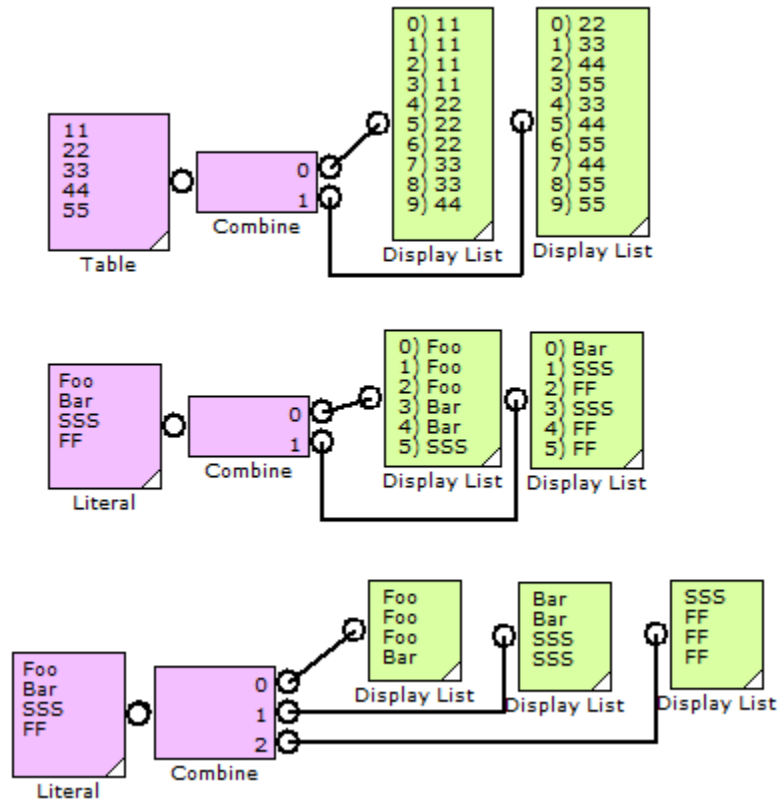 11
22
33
44
55
Table
0
1
Combine
0) 11
1) 11
2) 11
3) 11
4) 22
5) 22
6) 22
7) 33
8) 33
9) 44
Display List
0) 22
1) 33
2) 44
3) 55
4) 33
5) 44
6) 55
7) 44
8) 55
9) 55
Display List
Foo
Bar
SSS
FF
Literal
0
1
Combine
0) Foo
1) Foo
2) Foo
3) Bar
4) Bar
5) SSS
Display List
0) Bar
1) SSS
2) FF
3) SSS
4) FF
5) FF
Display List
Foo
Bar
SSS
FF
Literal
0
1
2
Combine
Foo
Foo
Foo
Bar
Display List
Bar
Bar
SSS
SSS
Display List
SSS
FF
FF
FF
Display List